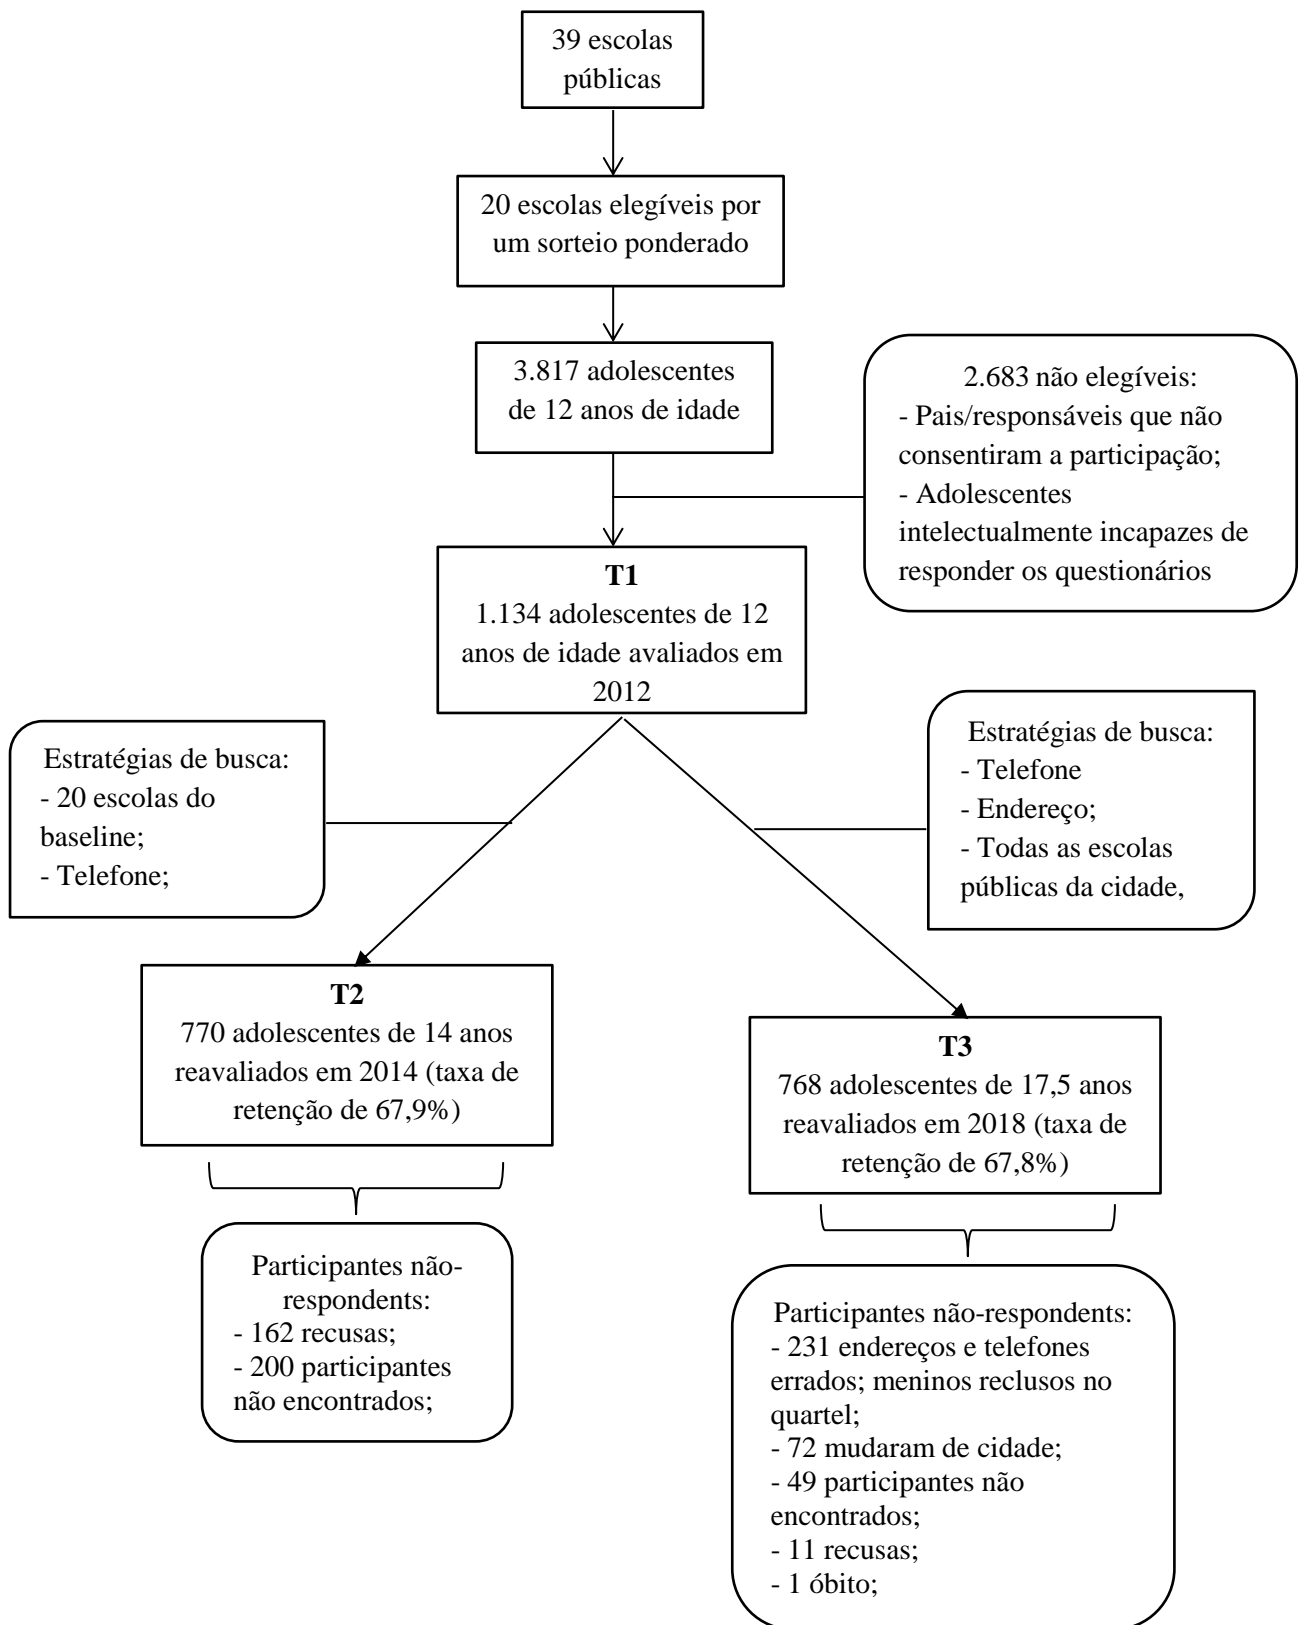 39 escolas
públicas
20 escolas elegíveis por
um sorteio ponderado
3.817 adolescentes
de 12 anos de idade
2.683 não elegíveis:
- Pais/responsáveis que não
consentiram a participação;
- Adolescentes
intelectualmente incapazes de
responder os questionários
T1
1.134 adolescentes de 12
anos de idade avaliados em
2012
Estratégias de busca:
- 20 escolas do
baseline;
- Telefone;
Estratégias de busca:
- Telefone
- Endereço;
- Todas as escolas
públicas da cidade,
T2
770 adolescentes de 14 anos
reavaliados em 2014 (taxa de
retenção de 67,9%)
T3
768 adolescentes de 17,5 anos
reavaliados em 2018 (taxa de
retenção de 67,8%)
Participantes não-
respondents:
- 162 recusas;
- 200 participantes
não encontrados;
Participantes não-respondents:
- 231 endereços e telefones
errados; meninos reclusos no
quartel;
- 72 mudaram de cidade;
- 49 participantes não
encontrados;
- 11 recusas;
- 1 óbito;